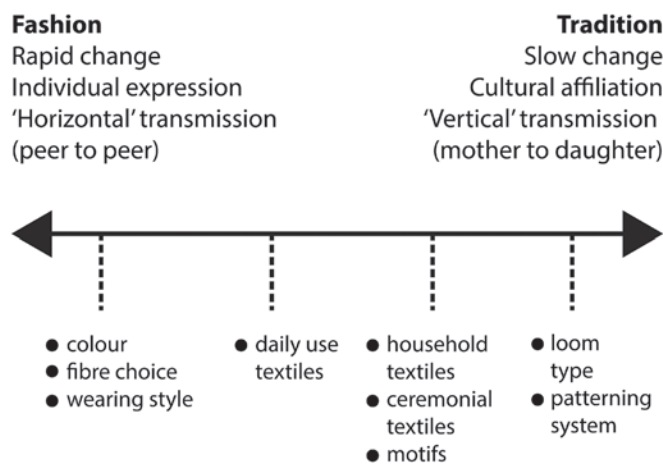 Fashion
Rapid change
Individual expression
‘Horizontal’ transmission
(peer to peer)
Tradition
Slow change
Cultural affiliation
‘Vertical’ transmission
(mother to daughter)
● colour
● fibre choice
● wearing style
● daily use
textiles
● household
textiles
● ceremonial
textiles
● motifs
● loom
type
● patterning
system